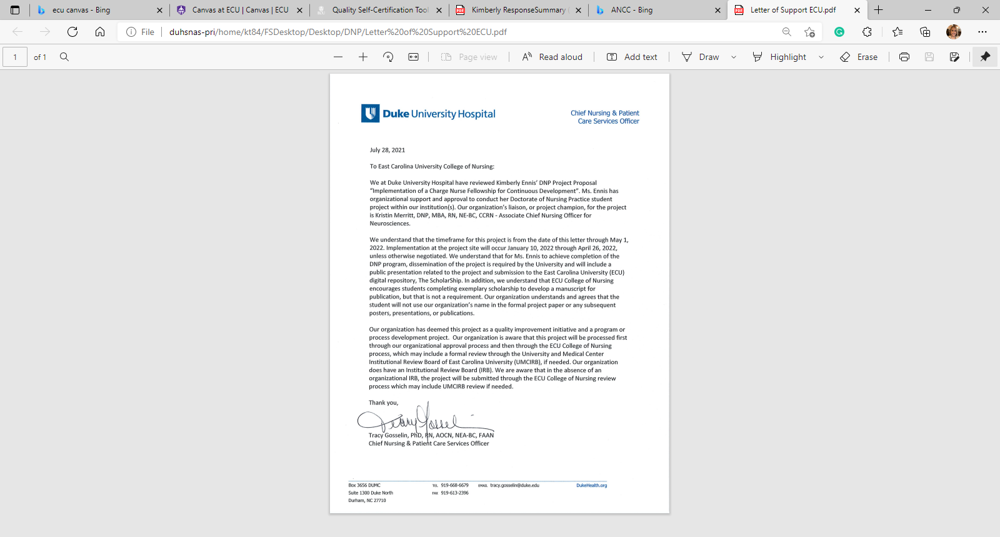 ecu canvas - Bing
Canvas at ECU | Canvas | ECU
Quality Self-Certification Tool
Kimberly ResponseSummary (
ANCC - Bing
Letter of Support ECU.pdf
File duhsnas-pri/home/kt84/FSDesktop/Desktop/DNP/Letter%20of%20Support%20ECU.pdf
1 of 1 Page view Read aloud Add text Draw Highlight Erase
Duke University Hospital
Chief Nursing & Patient
Care Services Officer
July 28, 2021
To East Carolina University College of Nursing:
We at Duke University Hospital have reviewed Kimberly Ennis' DNP Project Proposal
"Implementation of a Charge Nurse Fellowship for Continuous Development". Ms. Ennis has
organizational support and approval to conduct her Doctorate of Nursing Practice student
project within our institution(s). Our organization's liaison, or project champion, for the project
is Kristin Merritt, DNP, MBA, RN, NE-BC, CCRN - Associate Chief Nursing Officer for
Neurosciences.
We understand that the timeframe for this project is from the date of this letter through May 1,
2022. Implementation at the project site will occur January 10, 2022 through April 26, 2022,
unless otherwise negotiated. We understand that for Ms. Ennis to achieve completion of the
DNP program, dissemination of the project is required by the University and will include a
public presentation related to the project and submission to the East Carolina University (ECU)
digital repository, The ScholarShip. In addition, we understand that ECU College of Nursing
encourages students completing exemplary scholarship to develop a manuscript for
publication, but that is not a requirement. Our organization understands and agrees that the
student will not use our organization's name in the formal project paper or any subsequent
posters, presentations, or publications.
Our organization has deemed this project as a quality improvement initiative and a program or
process development project. Our organization is aware that this project will be processed first
through our organizational approval process and then through the ECU College of Nursing
process, which may include a formal review through the University and Medical Center
Institutional Review Board of East Carolina University (UMCIRB), if needed. Our organization
does have an Institutional Review Board (IRB). We are aware that in the absence of an
organizational IRB, the project will be submitted through the ECU College of Nursing review
process which may include UMCIRB review if needed.
Thank you,
Tracy Gosselin
Tracy Gosselin, PhD, RN, AOCN, NEA-BC, FAAN
Chief Nursing & Patient Care Services Officer
Box 3656 DUMC TEL 919-668-6679 EMAIL tracy.gosselin@duke.edu DukeHealth.org
Suite 1300 Duke North FAX 919-613-2396
Durham, NC 27710